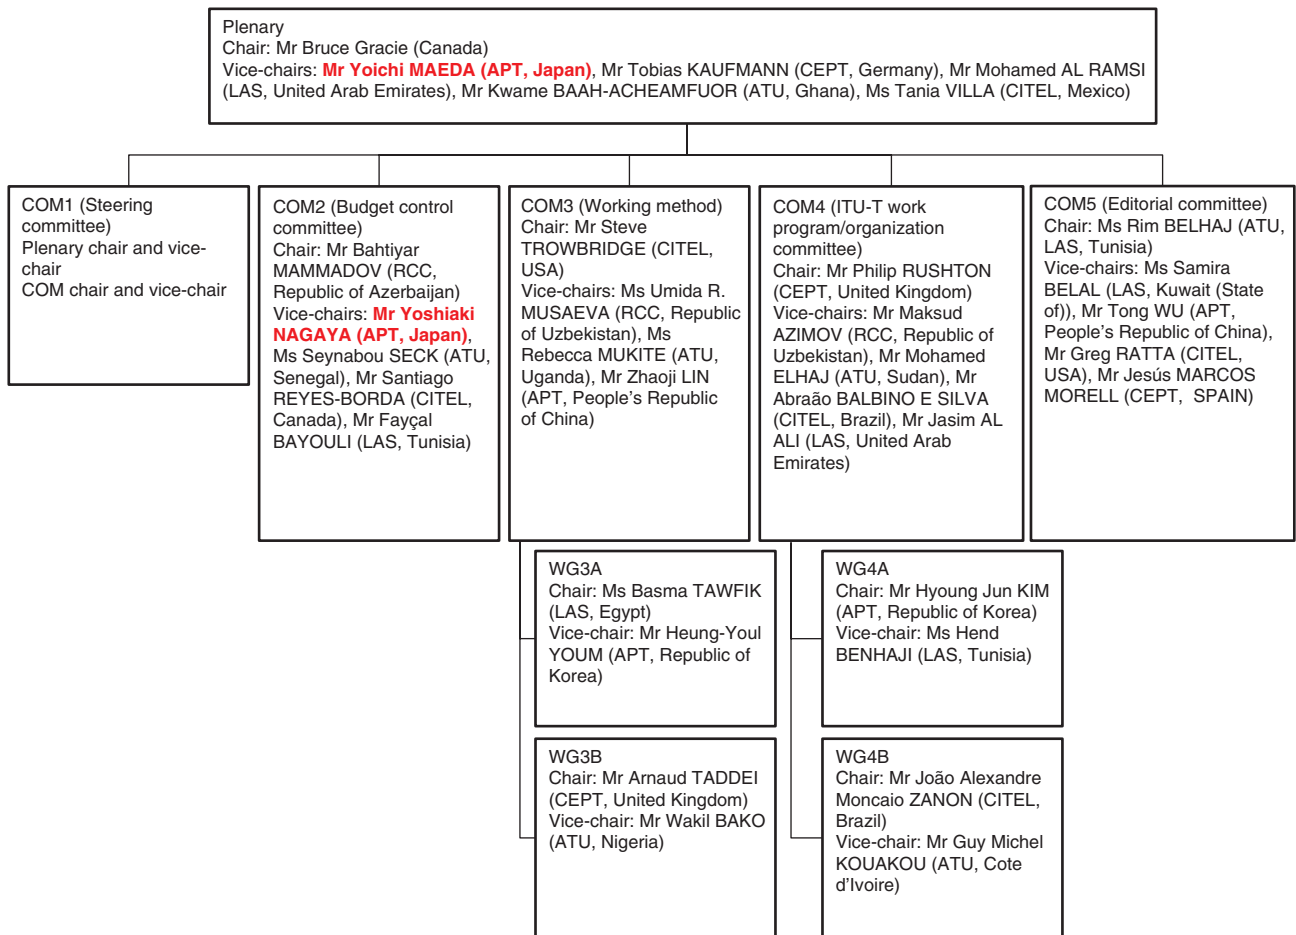 Plenary
Chair: Mr Bruce Gracie (Canada)
Vice-chairs: Mr Yoichi MAEDA (APT, Japan), Mr Tobias KAUFMANN (CEPT, Germany), Mr Mohamed AL RAMSI
(LAS, United Arab Emirates), Mr Kwame BAAH-ACHEAMFUOR (ATU, Ghana), Ms Tania VILLA (CITEL, Mexico)
COM1 (Steering
committee)
Plenary chair and vice-
chair
COM chair and vice-chair
COM2 (Budget control
committee)
Chair: Mr Bahtiyar
MAMMADOV (RCC,
Republic of Azerbaijan)
Vice-chairs: Mr Yoshiaki
NAGAYA (APT, Japan),
Ms Seynabou SECK (ATU,
Senegal), Mr Santiago
REYES-BORDA (CITEL,
Canada), Mr Fayçal
BAYOULI (LAS, Tunisia)
COM3 (Working method)
Chair: Mr Steve
TROWBRIDGE (CITEL,
USA)
Vice-chairs: Ms Umida R.
MUSAEVA (RCC, Republic
of Uzbekistan), Ms
Rebecca MUKITE (ATU,
Uganda), Mr Zhaoji LIN
(APT, People's Republic
of China)
COM4 (ITU-T work
program/organization
committee)
Chair: Mr Philip RUSHTON
(CEPT, United Kingdom)
Vice-chairs: Mr Maksud
AZIMOV (RCC, Republic of
Uzbekistan), Mr Mohamed
ELHAJ (ATU, Sudan), Mr
Abraão BALBINO E SILVA
(CITEL, Brazil), Mr Jasim AL
ALI (LAS, United Arab
Emirates)
COM5 (Editorial committee)
Chair: Ms Rim BELHAJ (ATU,
LAS, Tunisia)
Vice-chairs: Ms Samira
BELAL (LAS, Kuwait (State
of)), Mr Tong WU (APT,
People's Republic of China),
Mr Greg RATTA (CITEL,
USA), Mr Jesús MARCOS
MORELL (CEPT, SPAIN)
WG3A
Chair: Ms Basma TAWFIK
(LAS, Egypt)
Vice-chair: Mr Heung-Youl
YOUM (APT, Republic of
Korea)
WG4A
Chair: Mr Hyoung Jun KIM
(APT, Republic of Korea)
Vice-chair: Ms Hend
BENHAJI (LAS, Tunisia)
WG3B
Chair: Mr Arnaud TADDEI
(CEPT, United Kingdom)
Vice-chair: Mr Wakil BAKO
(ATU, Nigeria)
WG4B
Chair: Mr João Alexandre
Moncaio ZANON (CITEL,
Brazil)
Vice-chair: Mr Guy Michel
KOUAKOU (ATU, Cote
d'Ivoire)